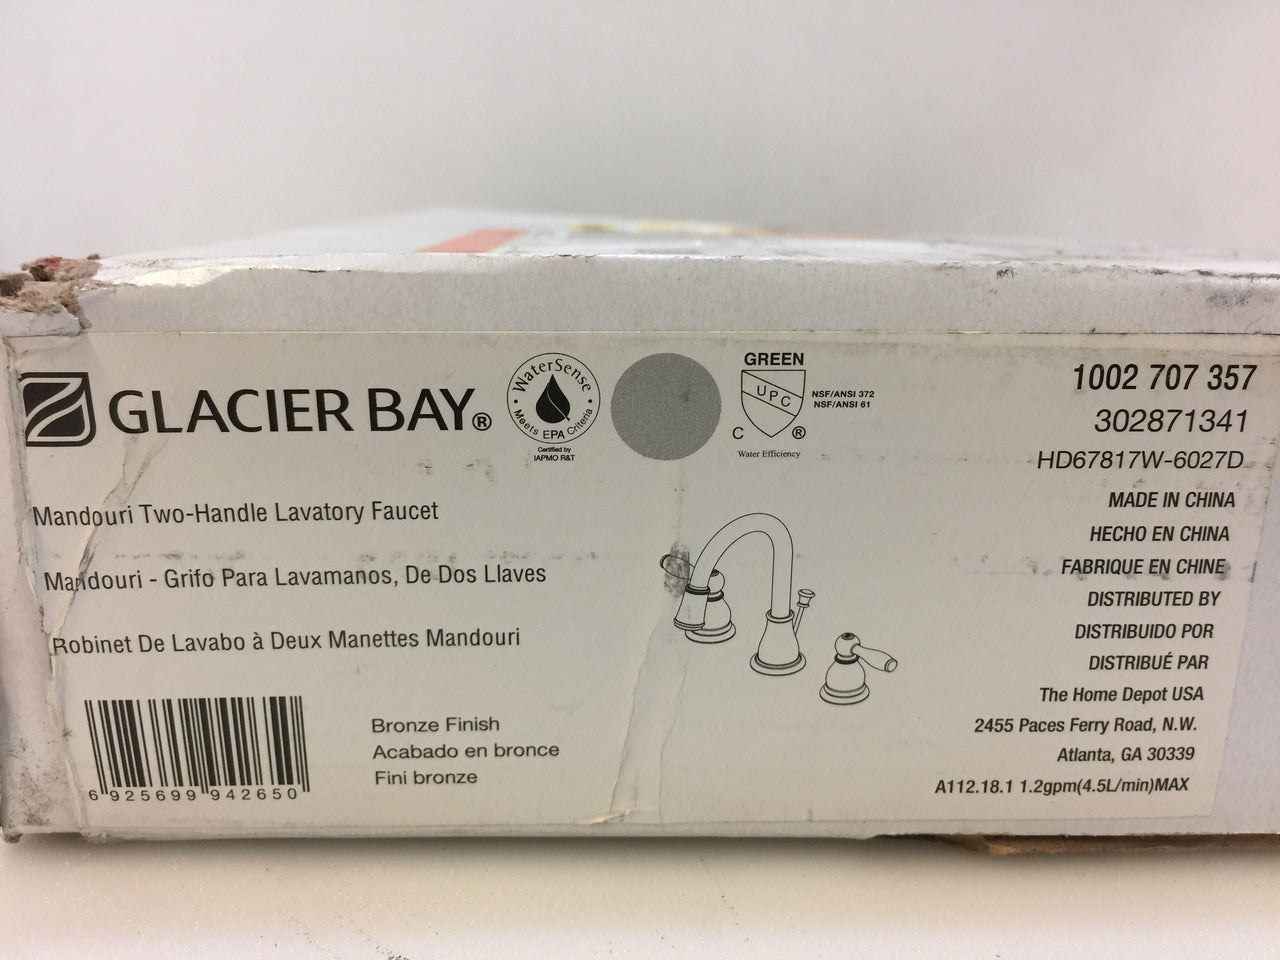 GLACIER BAY®
WaterSense
Meets EPA Criteria
Certified by
IAPMO R&T
GREEN
UPC
C ®
Water Efficiency
NSF/ANSI 372
NSF/ANSI 61
1002 707 357
302871341
HD67817W-6027D
Mandouri Two-Handle Lavatory Faucet
Mandouri - Grifo Para Lavamanos, De Dos Llaves
Robinet De Lavabo à Deux Manettes Mandouri
MADE IN CHINA
HECHO EN CHINA
FABRIQUE EN CHINE
DISTRIBUTED BY
DISTRIBUIDO POR
DISTRIBUÉ PAR
The Home Depot USA
2455 Paces Ferry Road, N.W.
Atlanta, GA 30339
A112.18.1 1.2gpm(4.5L/min)MAX
Bronze Finish
Acabado en bronce
Fini bronze
6 925699 942650